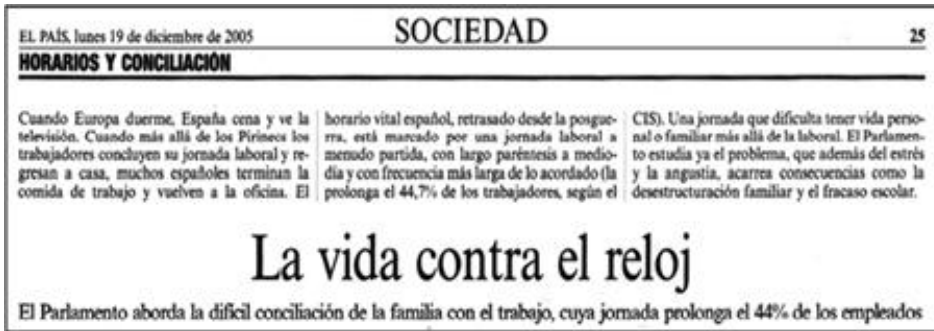 EL PAÍS, lunes 19 de diciembre de 2005
SOCIEDAD
25
HORARIOS Y CONCILIACIÓN
Cuando Europa duerme, España cena y ve la
televisión. Cuando más allá de los Pirineos los
trabajadores concluyen su jornada laboral y re-
gresan a casa, muchos españoles terminan la
comida de trabajo y vuelven a la oficina. El
horario vital español, retrasado desde la posgue-
rra, está marcado por una jornada laboral a
menudo partida, con largo paréntesis a medio-
día y con frecuencia más larga de lo acordado (la
prolonga el 44,7% de los trabajadores, según el
CIS). Una jornada que dificulta tener vida perso-
nal o familiar más allá de la laboral. El Parlamen-
to estudia ya el problema, que además del estrés
y la angustia, acarrea consecuencias como la
desestructuración familiar y el fracaso escolar.
La vida contra el reloj
El Parlamento aborda la difícil conciliación de la familia con el trabajo, cuya jornada prolonga el 44% de los empleados